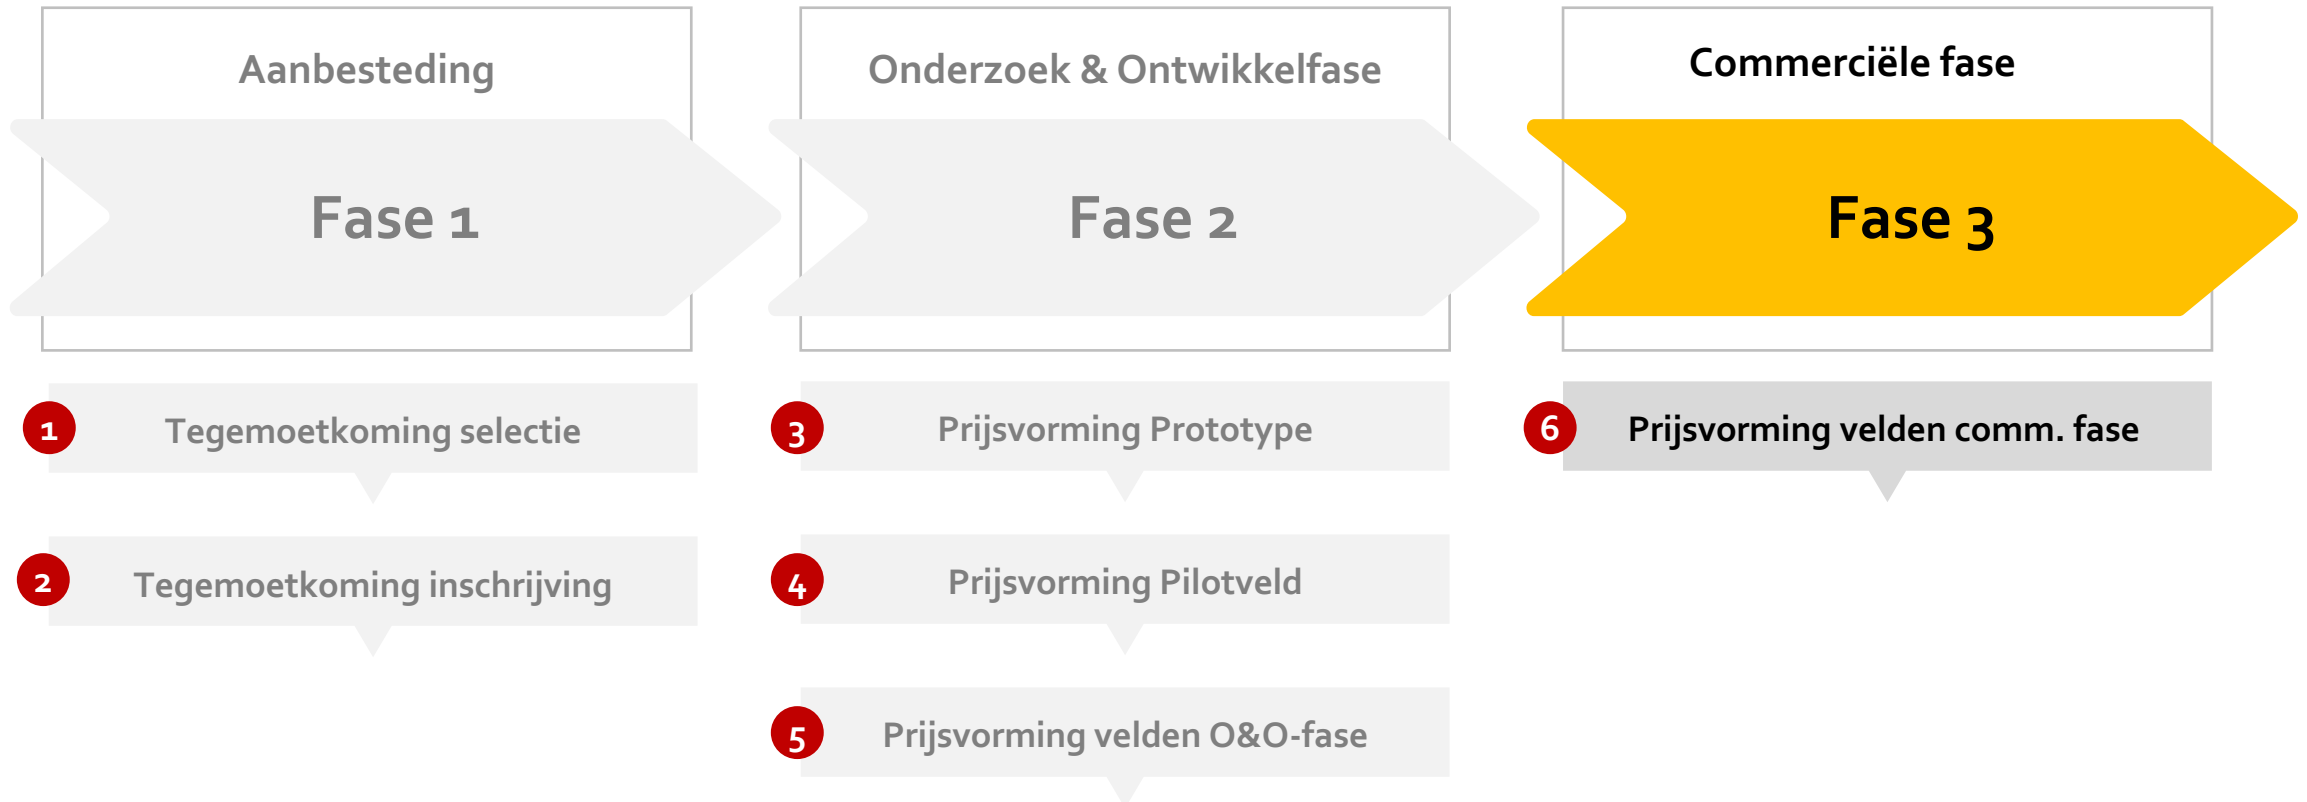 Aanbesteding
Fase 1
1 Tegemoetkoming selectie
2 Tegemoetkoming inschrijving
Onderzoek & Ontwikkelfase
Fase 2
3 Prijsvorming Prototype
4 Prijsvorming Pilotveld
5 Prijsvorming velden O&O-fase
Commerciële fase
Fase 3
6 Prijsvorming velden comm. fase